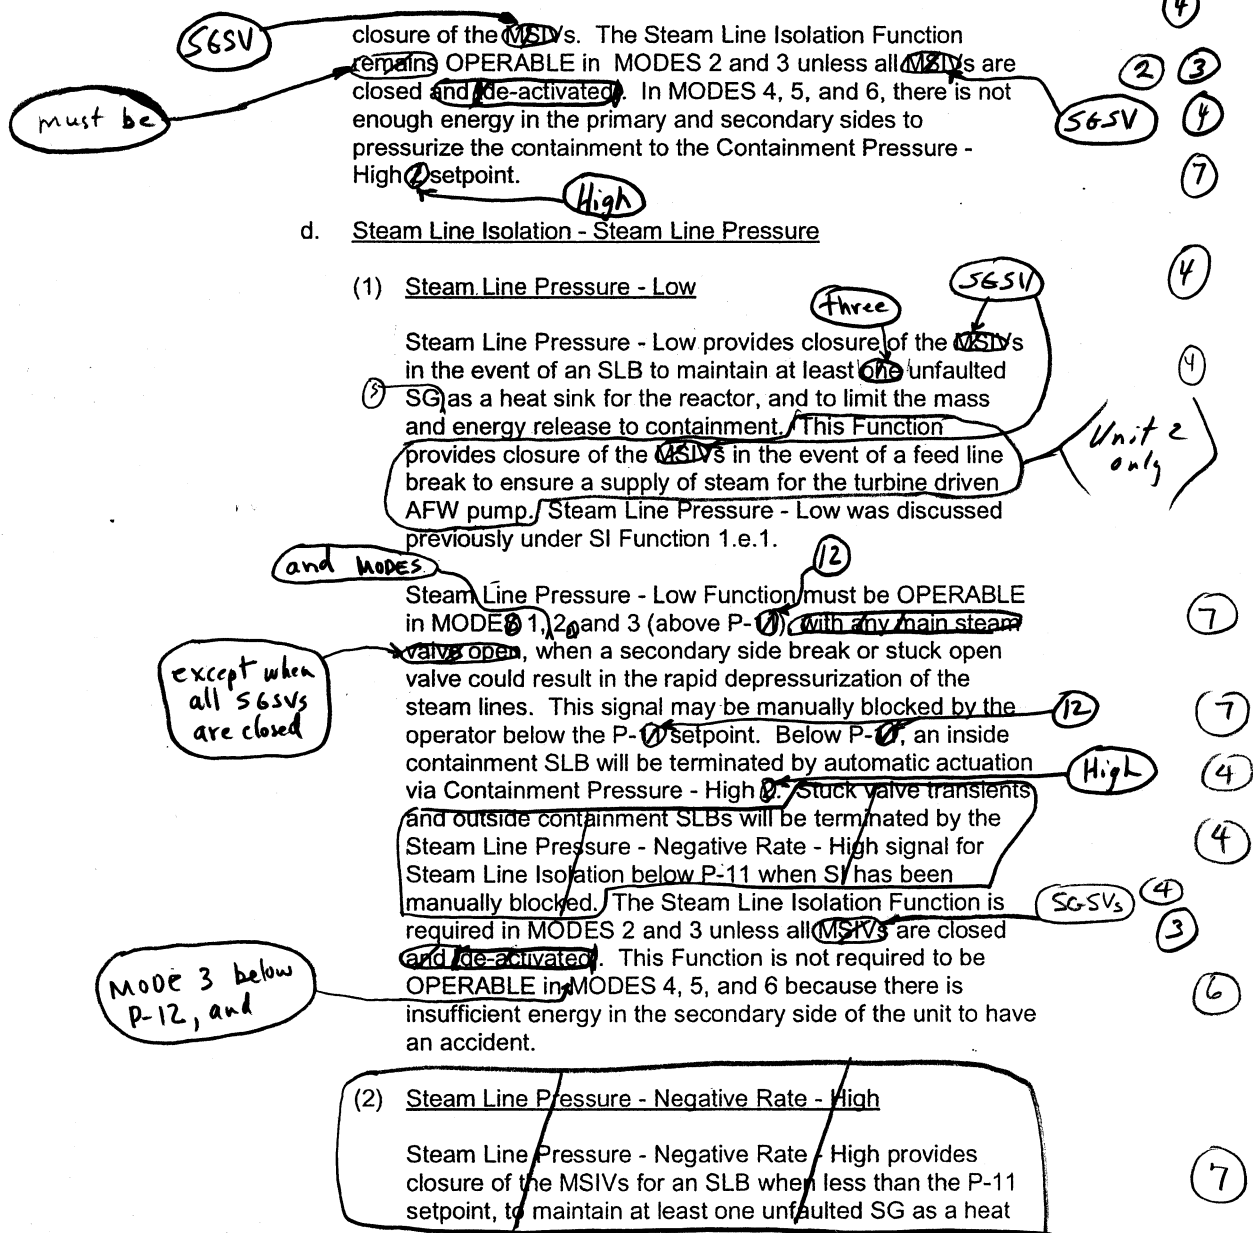 4
SGSV
closure of the MSIVs. The Steam Line Isolation Function
remains OPERABLE in MODES 2 and 3 unless all MSIVs are
2 3
closed and [de-activated]. In MODES 4, 5, and 6, there is not
must be
enough energy in the primary and secondary sides to
SGSV 4
pressurize the containment to the Containment Pressure -
High 2 setpoint.
7
High
d. Steam Line Isolation - Steam Line Pressure
(1) Steam Line Pressure - Low
SGSV
4
three
Steam Line Pressure - Low provides closure of the MSIVs
in the event of an SLB to maintain at least one unfaulted
4
s
SG as a heat sink for the reactor, and to limit the mass
and energy release to containment. This Function
Unit 2
only
provides closure of the MSIVs in the event of a feed line
break to ensure a supply of steam for the turbine driven
AFW pump. Steam Line Pressure - Low was discussed
previously under SI Function 1.e.1.
and MODES
12
Steam Line Pressure - Low Function must be OPERABLE
in MODES 1, 2, and 3 (above P-11), with any main steam
7
valve open, when a secondary side break or stuck open
except when
all SGSVs
are closed
valve could result in the rapid depressurization of the
steam lines. This signal may be manually blocked by the
12
7
operator below the P-11 setpoint. Below P-11, an inside
containment SLB will be terminated by automatic actuation
High
4
via Containment Pressure - High 2. Stuck valve transients
and outside containment SLBs will be terminated by the
4
Steam Line Pressure - Negative Rate - High signal for
Steam Line Isolation below P-11 when SI has been
manually blocked. The Steam Line Isolation Function is
SGSVs 4
required in MODES 2 and 3 unless all MSIVs are closed
3
and [de-activated]. This Function is not required to be
MODE 3 below
P-12, and
OPERABLE in MODES 4, 5, and 6 because there is
6
insufficient energy in the secondary side of the unit to have
an accident.
(2) Steam Line Pressure - Negative Rate - High
Steam Line Pressure - Negative Rate - High provides
closure of the MSIVs for an SLB when less than the P-11
7
setpoint, to maintain at least one unfaulted SG as a heat